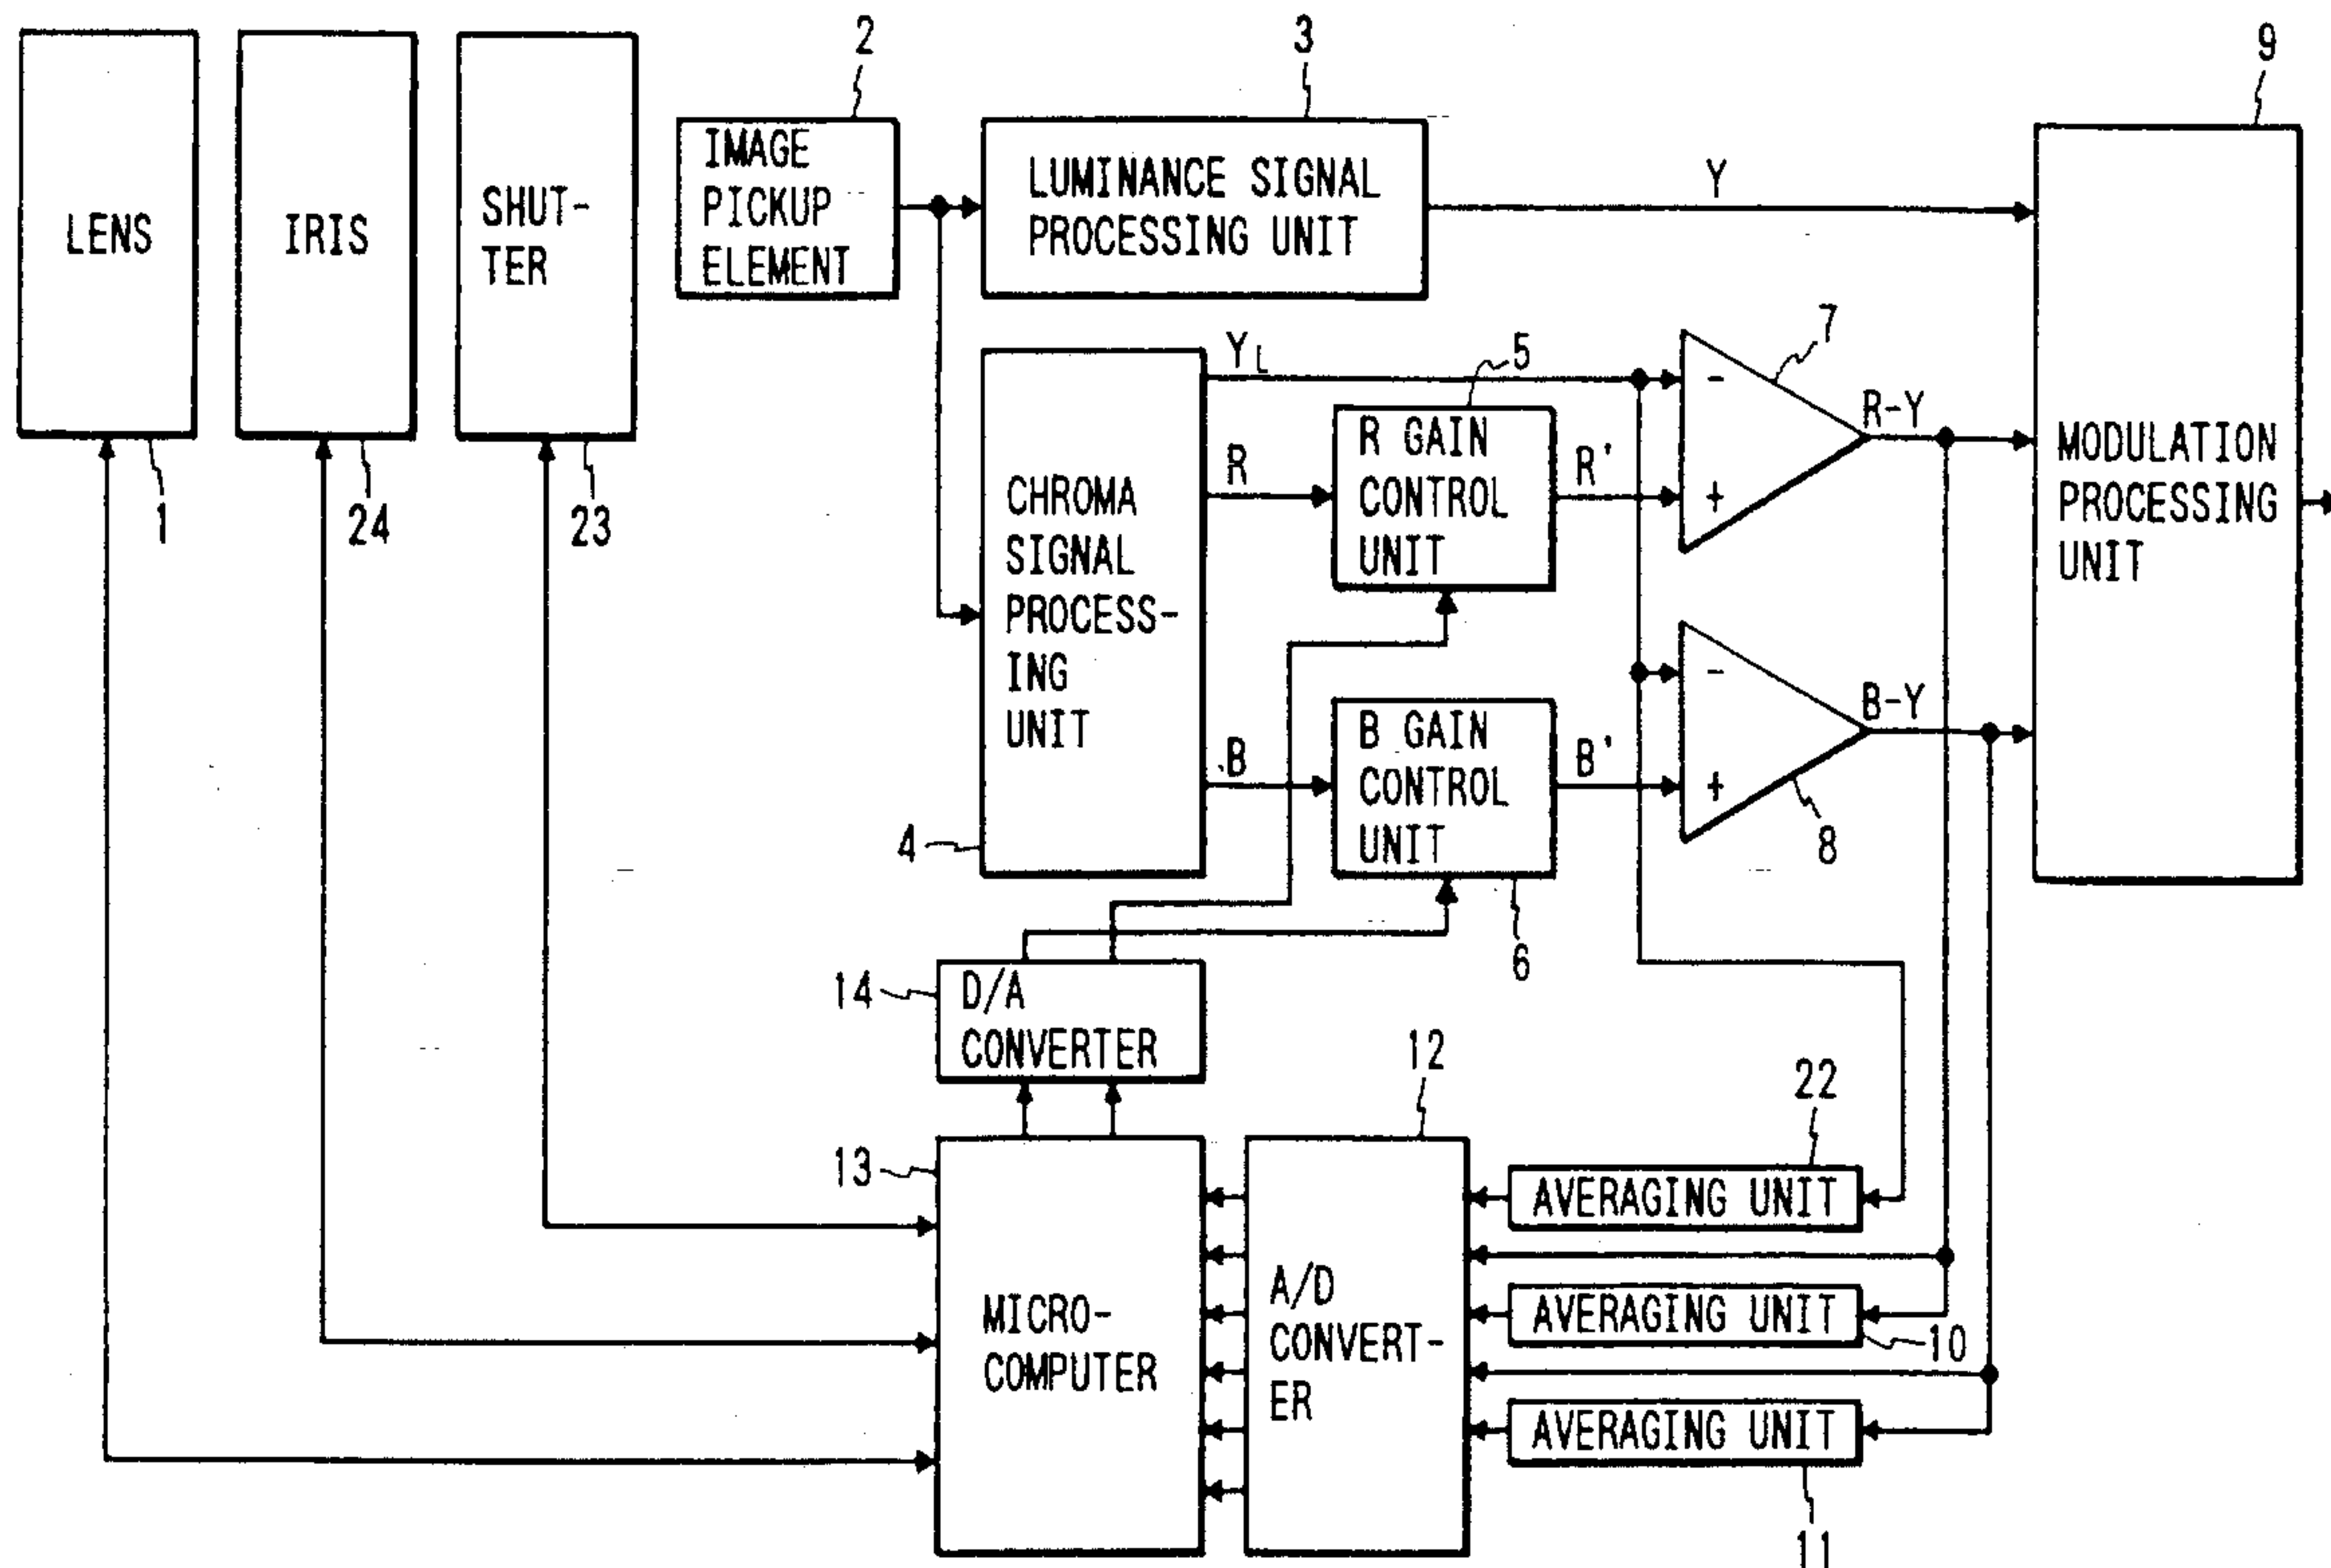 2
3
9
LENS
IRIS
SHUT-
TER
IMAGE
PICKUP
ELEMENT
LUMINANCE SIGNAL
PROCESSING UNIT
Y
1
24
23
CHROMA
SIGNAL
PROCESS-
ING
UNIT
4
YL
R
B
5
R GAIN
CONTROL
UNIT
R'
B GAIN
CONTROL
UNIT
B'
6
7
-
+
R-Y
-
+
B-Y
8
MODULATION
PROCESSING
UNIT
14
D/A
CONVERTER
13
MICRO-
COMPUTER
12
A/D
CONVERT-
ER
22
AVERAGING UNIT
AVERAGING UNIT
10
AVERAGING UNIT
11